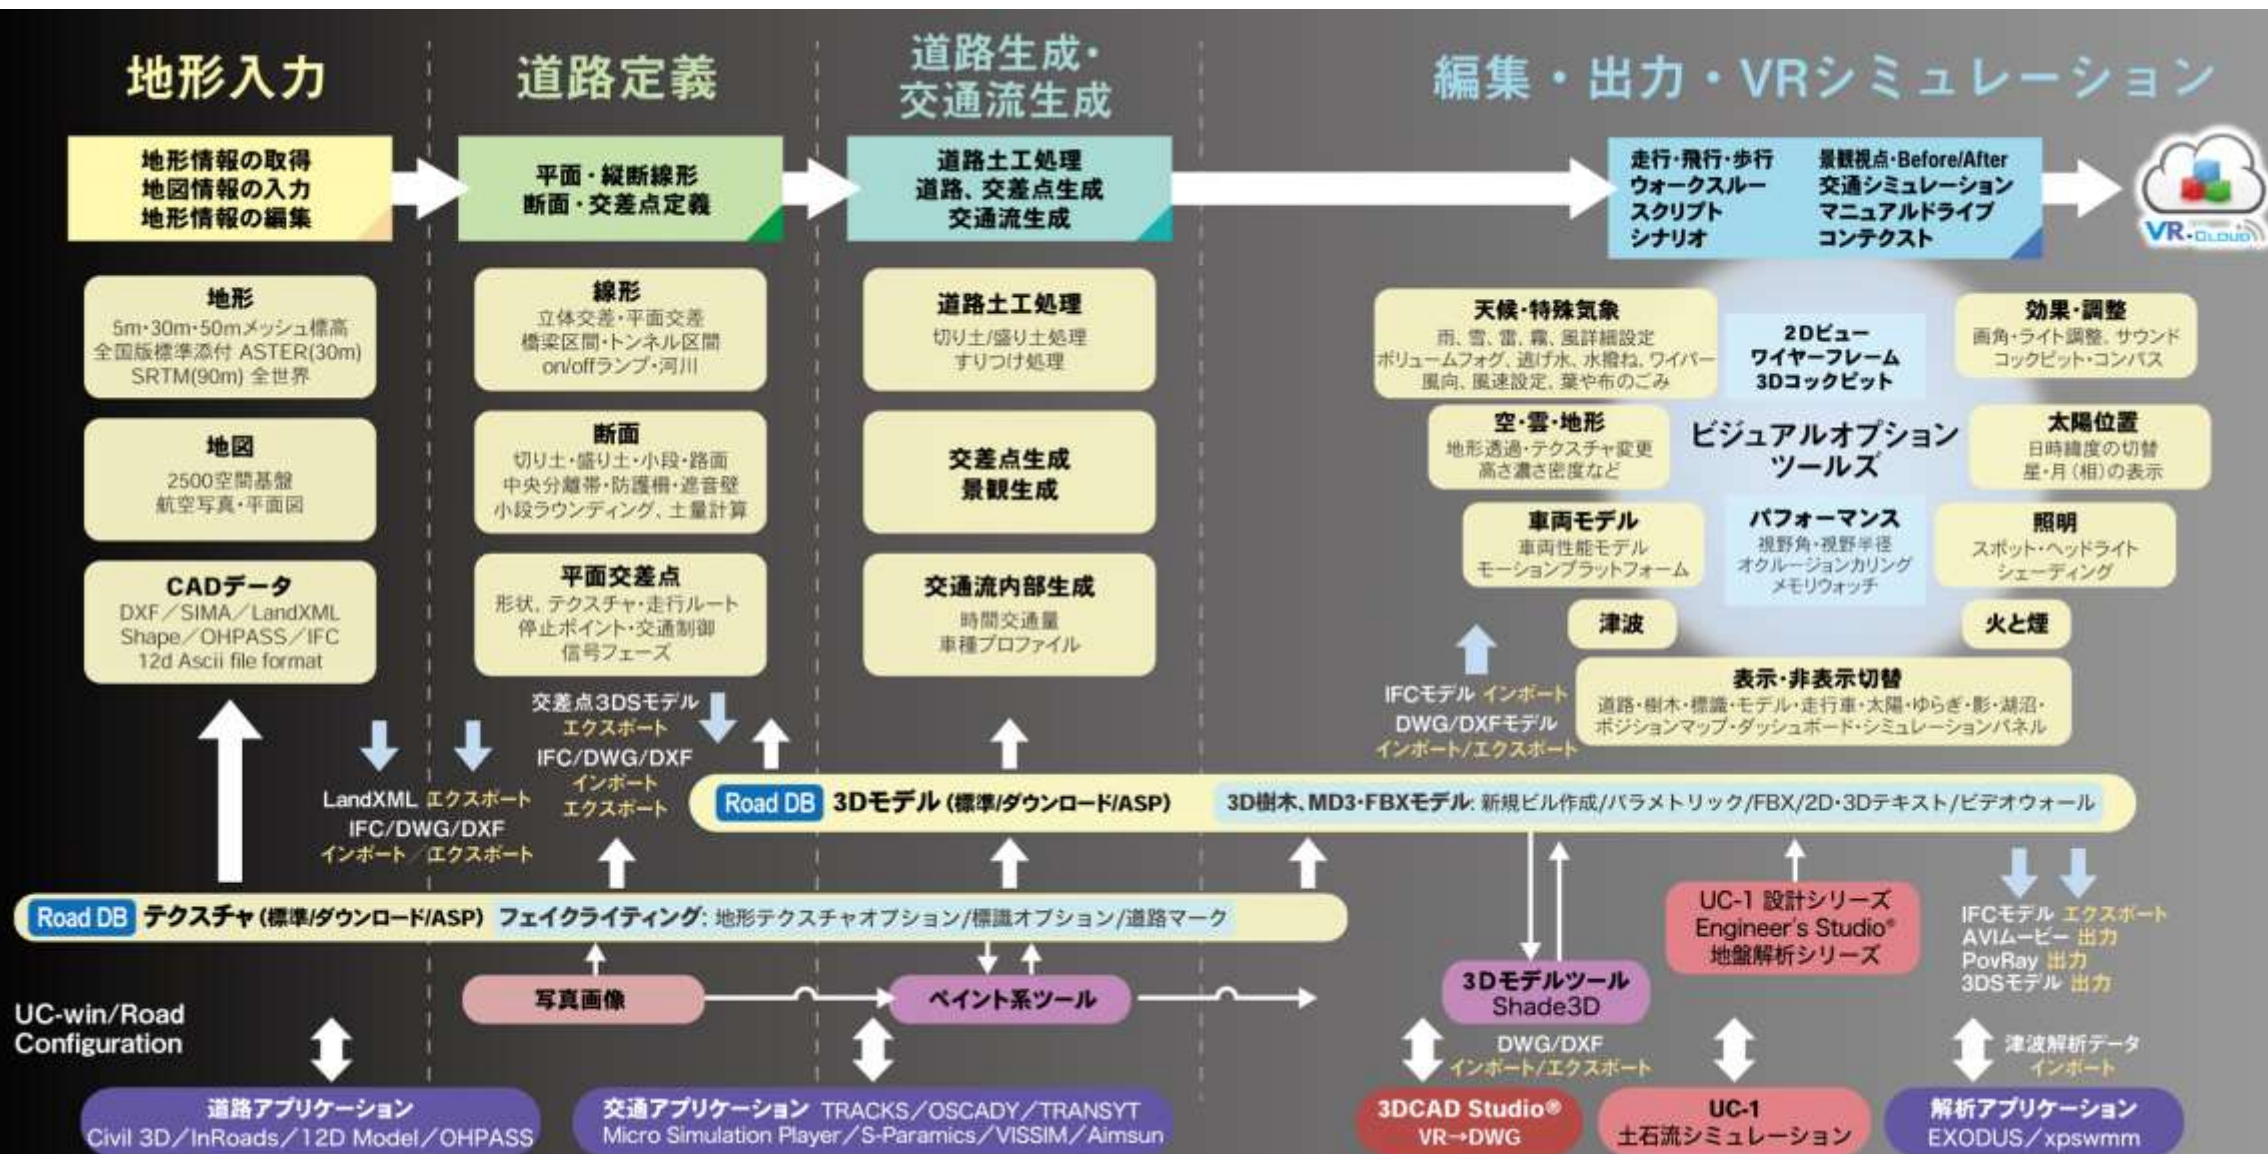 地形入力
道路定義
道路生成・
交通流生成
編集・出力・VRシミュレーション
地形情報の取得
地図情報の入力
地形情報の編集
平面・縦断線形
断面・交差点定義
道路土工処理
道路、交差点生成
交通流生成
走行・飛行・歩行
ウォークスルー
スクリプト
シナリオ
景観視点・Before/After
交通シミュレーション
マニュアルドライブ
コンテクスト
VR-CLOUD
地形
5m・30m・50mメッシュ標高
全国版標準添付 ASTER(30m)
SRTM(90m) 全世界
地図
2500空間基盤
航空写真・平面図
CADデータ
DXF／SIMA／LandXML
Shape／OHPASS／IFC
12d Ascii file format
線形
立体交差・平面交差
橋梁区間・トンネル区間
on/offランプ・河川
断面
切り土・盛り土・小段・路面
中央分離帯・防護柵・遮音壁
小段ラウンディング、土量計算
平面交差点
形状、テクスチャ・走行ルート
停止ポイント・交通制御
信号フェーズ
道路土工処理
切り土/盛り土処理
すりつけ処理
交差点生成
景観生成
交通流内部生成
時間交通量
車種プロファイル
天候・特殊気象
雨、雪、雷、霧、風詳細設定
ボリュームフォグ、逃げ水、水撥ね、ワイパー
風向、風速設定、葉や布のごみ
2Dビュー
ワイヤーフレーム
3Dコックピット
効果・調整
画角・ライト調整、サウンド
コックピット・コンパス
空・雲・地形
地形透過・テクスチャ変更
高さ濃さ密度など
ビジュアルオプション
ツールズ
太陽位置
日時緯度の切替
星・月（相）の表示
車両モデル
車両性能モデル
モーションプラットフォーム
パフォーマンス
視野角・視野半径
オクルージョンカリング
メモリウォッチ
照明
スポット・ヘッドライト
シェーディング
津波
火と煙
表示・非表示切替
道路・樹木・標識・モデル・走行車・太陽・ゆらぎ・影・湖沼・
ポジションマップ・ダッシュボード・シミュレーションパネル
IFCモデル インポート
DWG/DXFモデル
インポート/エクスポート
交差点3DSモデル
エクスポート
IFC/DWG/DXF
インポート
エクスポート
LandXML エクスポート
IFC/DWG/DXF
インポート／エクスポート
Road DB 3Dモデル（標準/ダウンロード/ASP） 3D樹木、MD3・FBXモデル: 新規ビル作成/パラメトリック/FBX/2D・3Dテキスト/ビデオウォール
Road DB テクスチャ（標準/ダウンロード/ASP） フェイクライティング: 地形テクスチャオプション/標識オプション/道路マーク
UC-1 設計シリーズ
Engineer's Studio®
地盤解析シリーズ
IFCモデル エクスポート
AVIムービー 出力
PovRay 出力
3DSモデル 出力
写真画像
ペイント系ツール
3Dモデルツール
Shade3D
UC-win/Road
Configuration
DWG/DXF
インポート/エクスポート
津波解析データ
インポート
道路アプリケーション
Civil 3D／InRoads／12D Model／OHPASS
交通アプリケーション TRACKS／OSCADY／TRANSYT
Micro Simulation Player／S-Paramics／VISSIM／Aimsun
3DCAD Studio®
VR→DWG
UC-1
土石流シミュレーション
解析アプリケーション
EXODUS／xpswmm